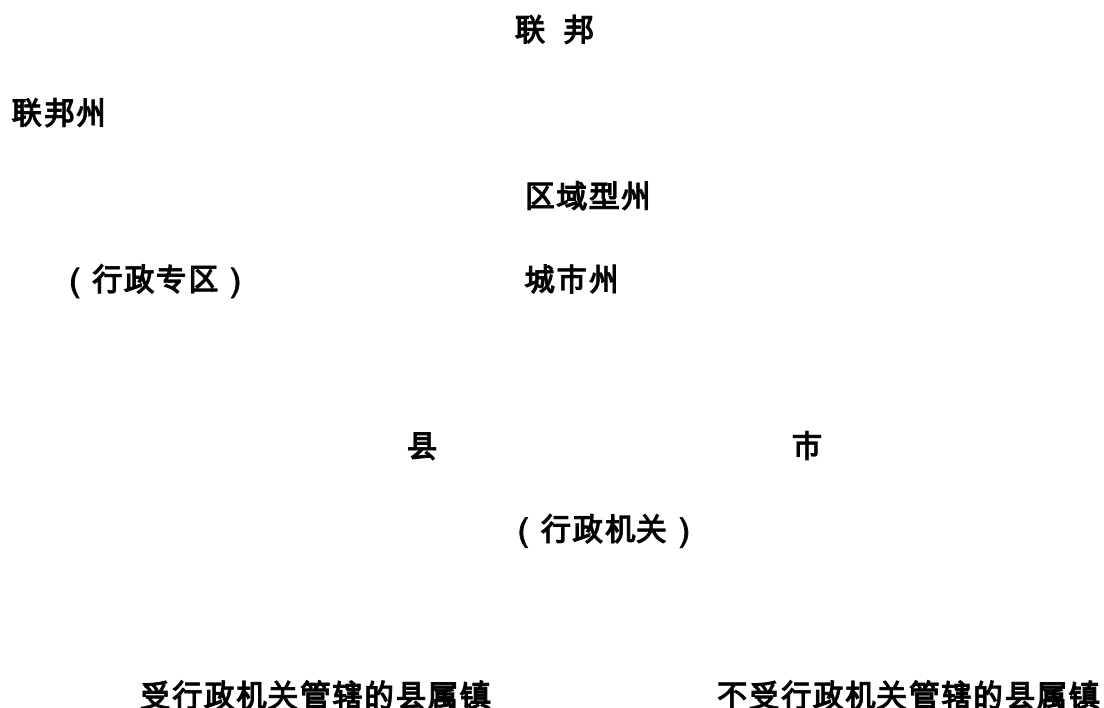 联 邦
联邦州
区域型州
（行政专区） 城市州
县 市
（行政机关）
受行政机关管辖的县属镇 不受行政机关管辖的县属镇